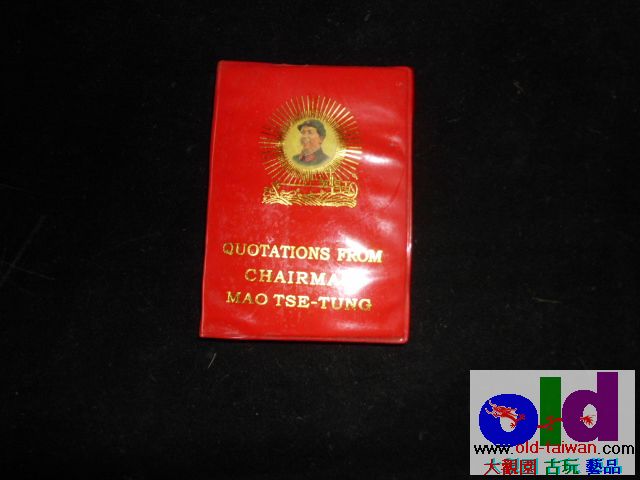 QUOTATIONS FROM
CHAIRMAN
MAO TSE-TUNG
old
www.old-taiwan.com
大觀園 古玩 藝品